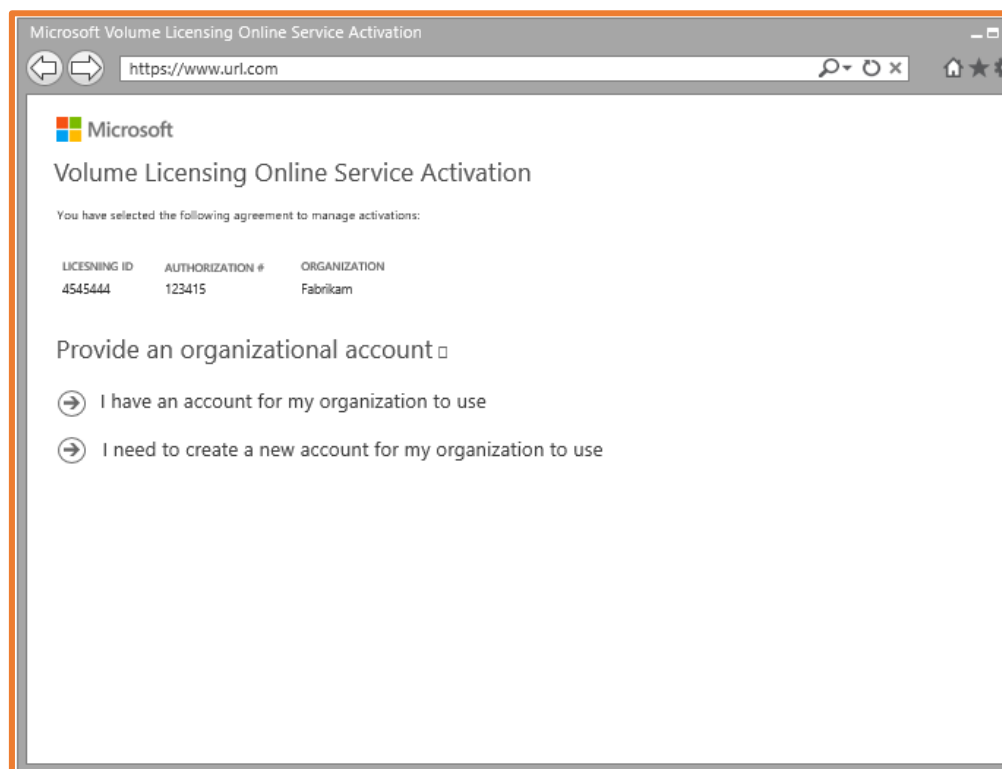 Microsoft Volume Licensing Online Service Activation
https://www.url.com
Microsoft
Volume Licensing Online Service Activation
You have selected the following agreement to manage activations:
LICESNING ID AUTHORIZATION # ORGANIZATION
4545444 123415 Fabrikam
Provide an organizational account
I have an account for my organization to use
I need to create a new account for my organization to use